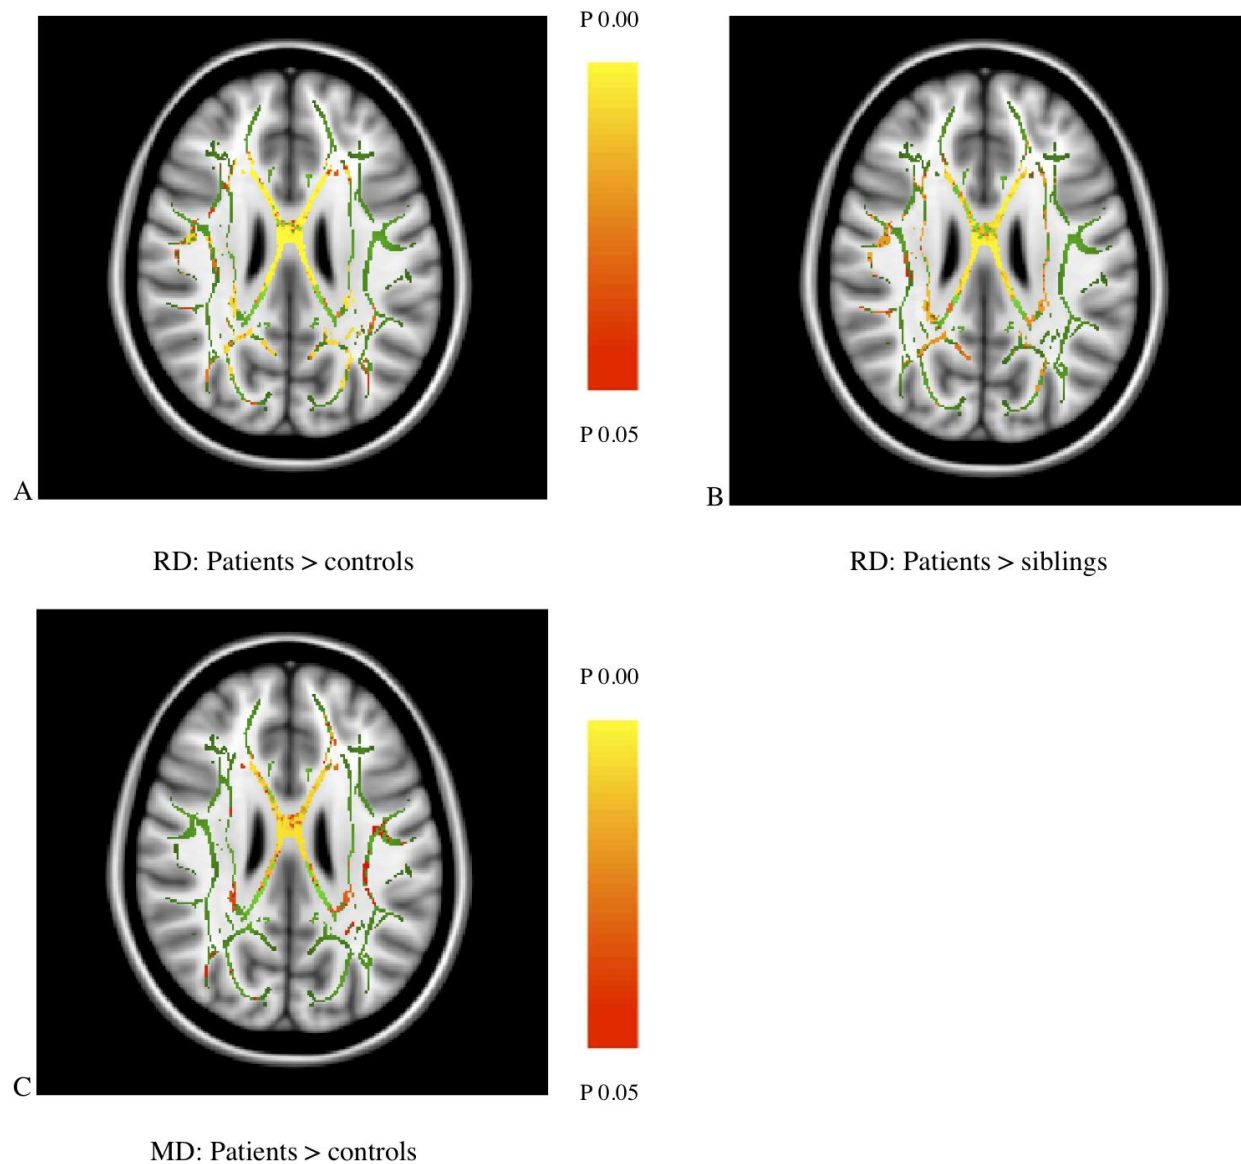 P 0.00
P 0.05
A
B
RD: Patients > controls
RD: Patients > siblings
P 0.00
C
P 0.05
MD: Patients > controls